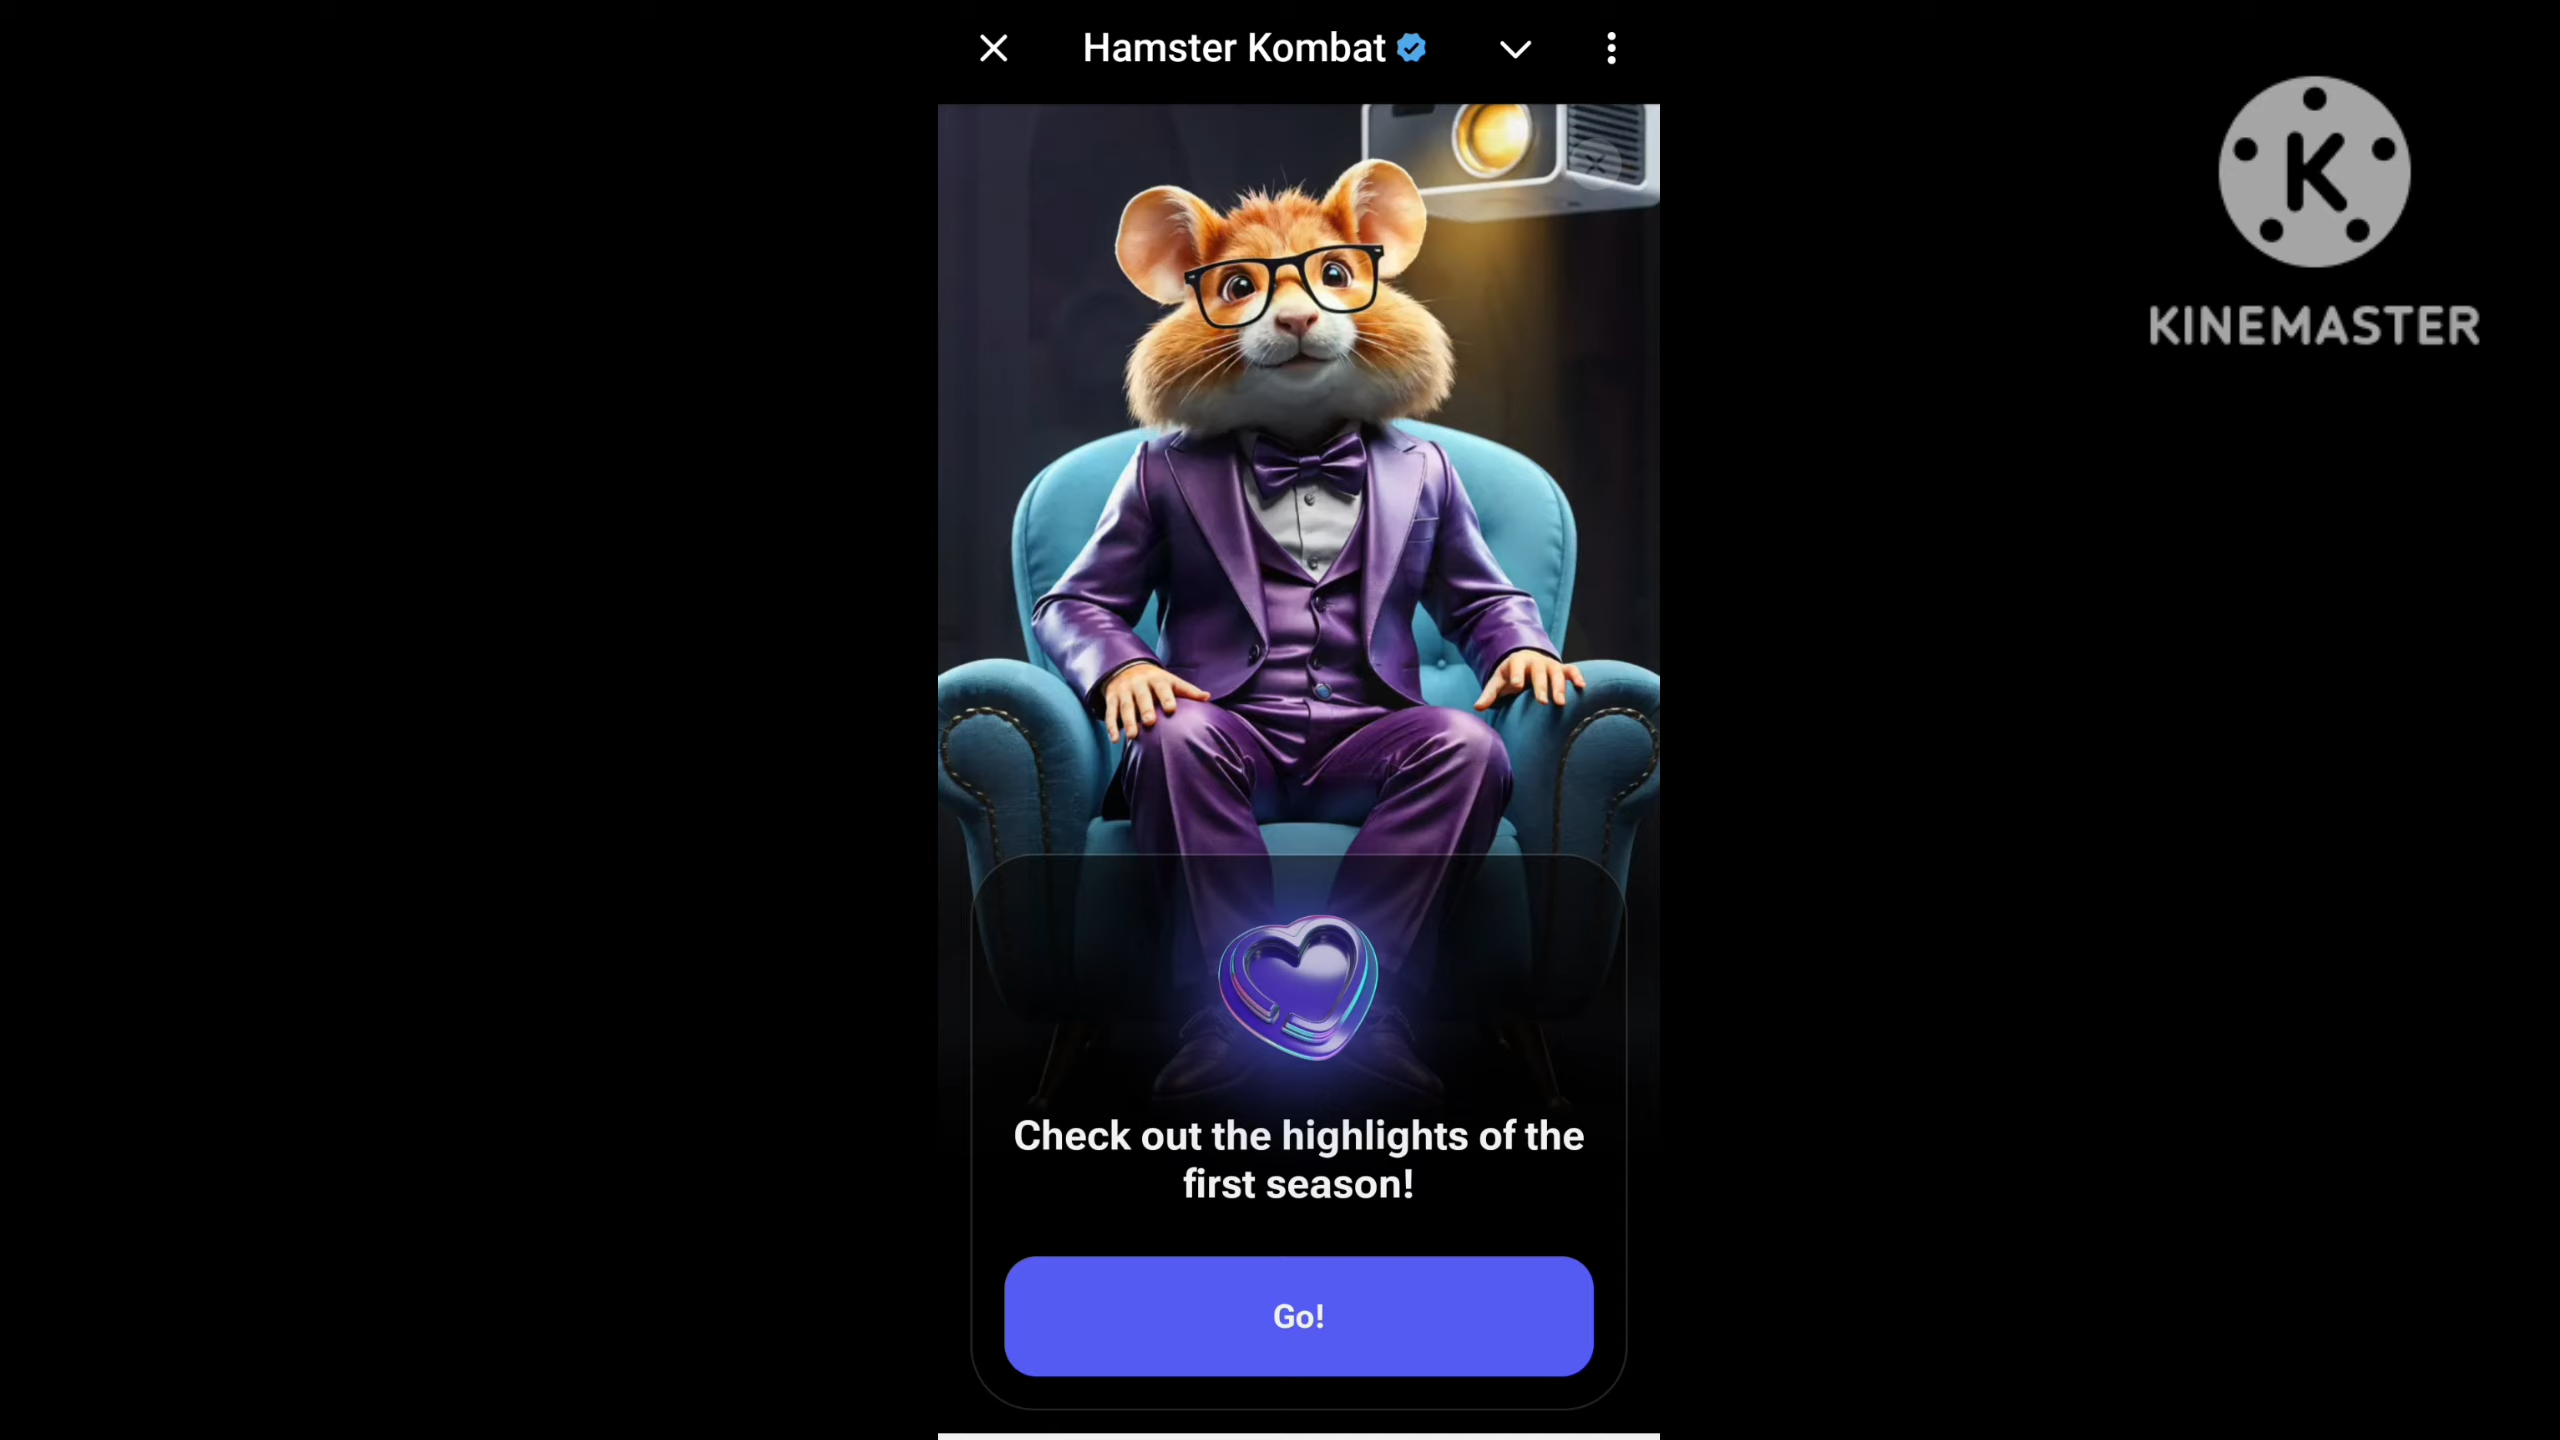 Hamster Kombat
KINEMASTER
Check out the highlights of the
first season!
Go!